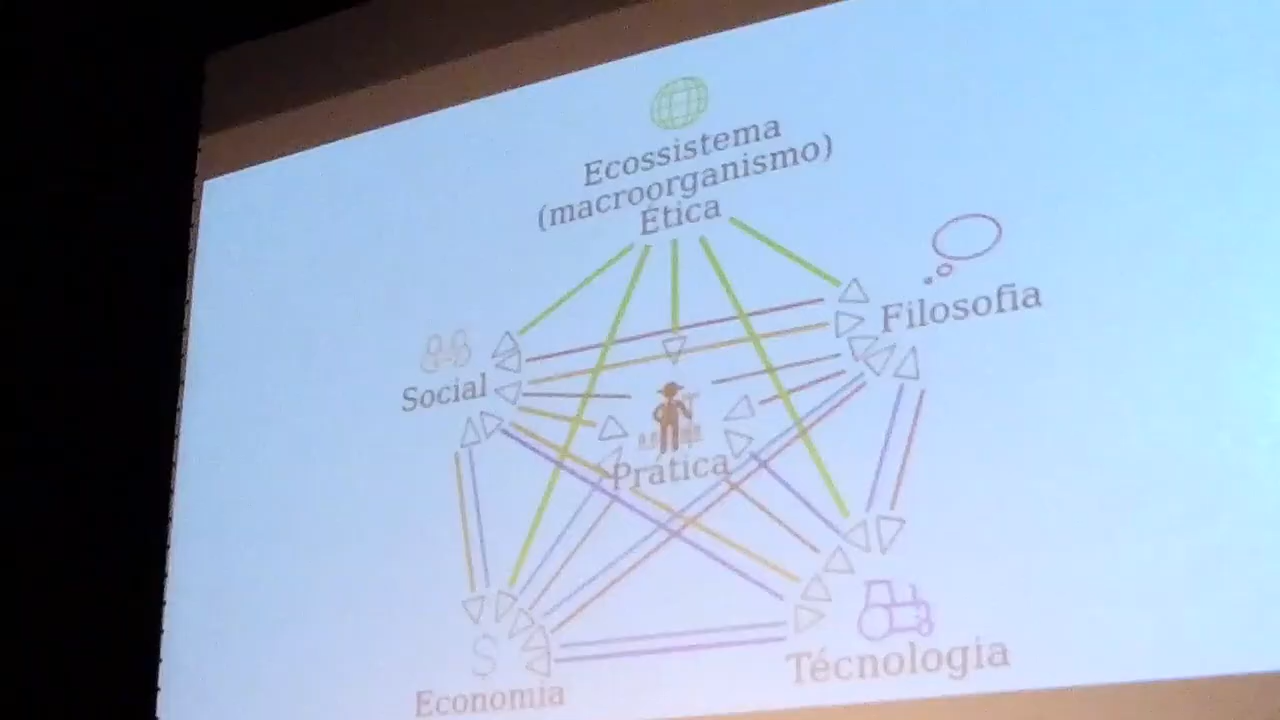 Ecossistema
(macroorganismo)
Ética
Filosofia
Social
Prática
$
Economia
Técnologia